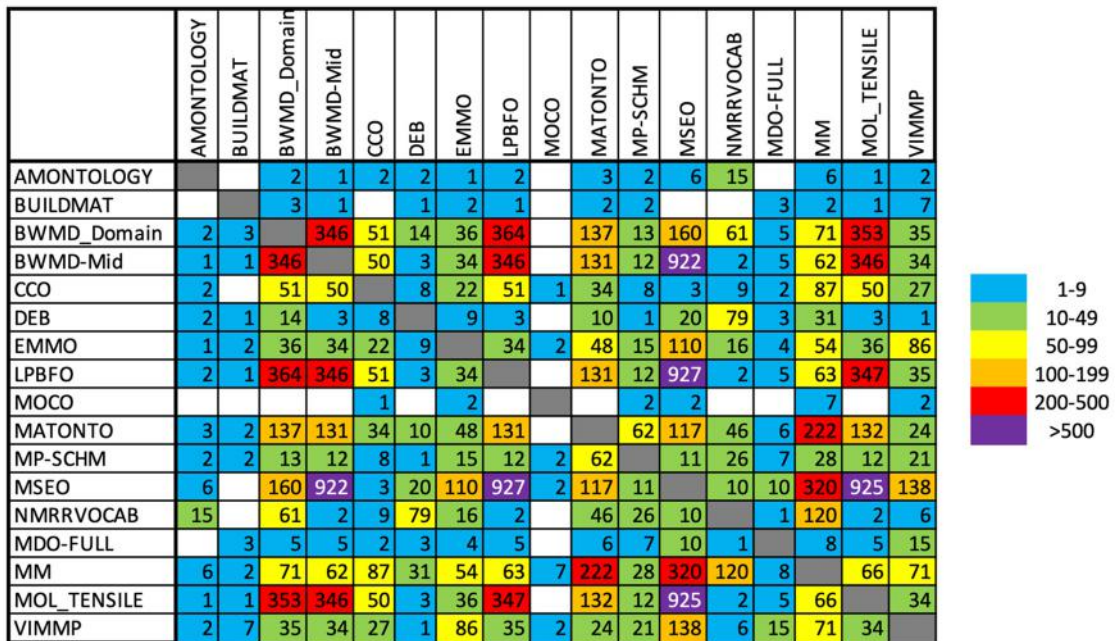 AMONTOLOGY BUILDMAT BWMD_Domain BWMD-Mid CCO DEB EMMO LPBFO MOCO MATONTO MP-SCHM MSEO NMRRVOCAB MDO-FULL MM MOL_TENSILE VIMMP
AMONTOLOGY 2 1 2 2 1 2 3 2 6 15 6 1 2
BUILDMAT 3 1 1 2 1 2 2 3 2 1 7
BWMD_Domain 2 3 346 51 14 36 364 137 13 160 61 5 71 353 35
BWMD-Mid 1 1 346 50 3 34 346 131 12 922 2 5 62 346 34
CCO 2 51 50 8 22 51 1 34 8 3 9 2 87 50 27
DEB 2 1 14 3 8 9 3 10 1 20 79 3 31 3 1
EMMO 1 2 36 34 22 9 34 2 48 15 110 16 4 54 36 86
LPBFO 2 1 364 346 51 3 34 131 12 927 2 5 63 347 35
MOCO 1 2 2 2 7 2
MATONTO 3 2 137 131 34 10 48 131 62 117 46 6 222 132 24
MP-SCHM 2 2 13 12 8 1 15 12 2 62 11 26 7 28 12 21
MSEO 6 160 922 3 20 110 927 2 117 11 10 10 320 925 138
NMRRVOCAB 15 61 2 9 79 16 2 46 26 10 1 120 2 6
MDO-FULL 3 5 5 2 3 4 5 6 7 10 1 8 5 15
MM 6 2 71 62 87 31 54 63 7 222 28 320 120 8 66 71
MOL_TENSILE 1 1 353 346 50 3 36 347 132 12 925 2 5 66 34
VIMMP 2 7 35 34 27 1 86 35 2 24 21 138 6 15 71 34
1-9
10-49
50-99
100-199
200-500
>500